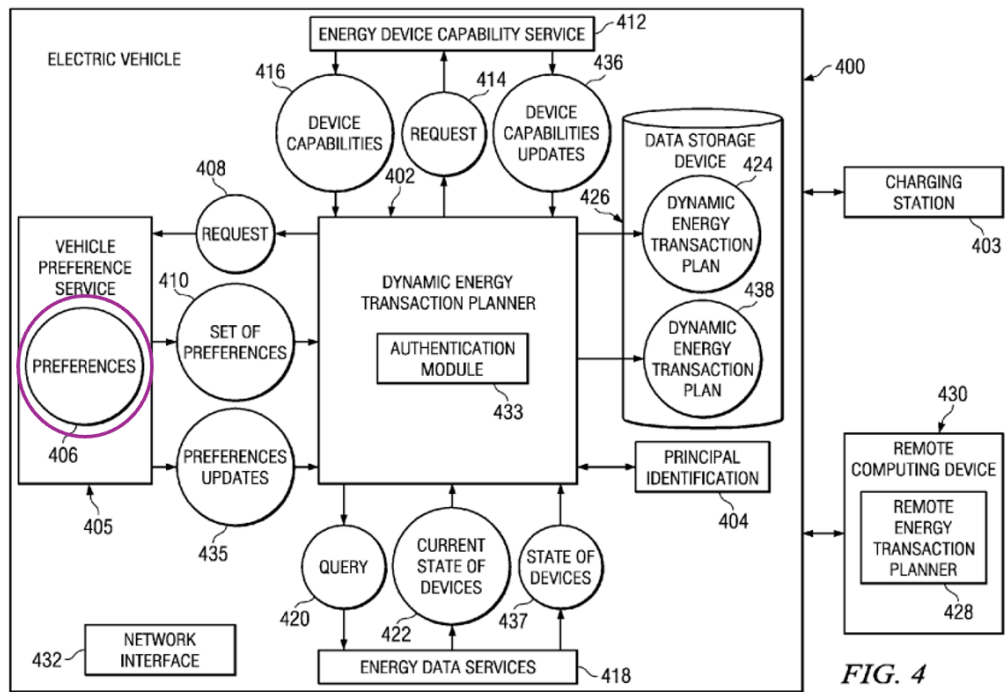 ELECTRIC VEHICLE
ENERGY DEVICE CAPABILITY SERVICE
412
416
414
436
400
DEVICE
CAPABILITIES
REQUEST
DEVICE
CAPABILITIES
UPDATES
DATA STORAGE
DEVICE
424
DYNAMIC
ENERGY
TRANSACTION
PLAN
426
438
DYNAMIC
ENERGY
TRANSACTION
PLAN
CHARGING
STATION
403
408
402
REQUEST
VEHICLE
PREFERENCE
SERVICE
410
PREFERENCES
406
SET OF
PREFERENCES
DYNAMIC ENERGY
TRANSACTION PLANNER
AUTHENTICATION
MODULE
433
PREFERENCES
UPDATES
405
435
PRINCIPAL
IDENTIFICATION
404
430
REMOTE
COMPUTING DEVICE
REMOTE
ENERGY
TRANSACTION
PLANNER
428
QUERY
420
CURRENT
STATE OF
DEVICES
422
STATE OF
DEVICES
437
432
NETWORK
INTERFACE
ENERGY DATA SERVICES
418
FIG. 4